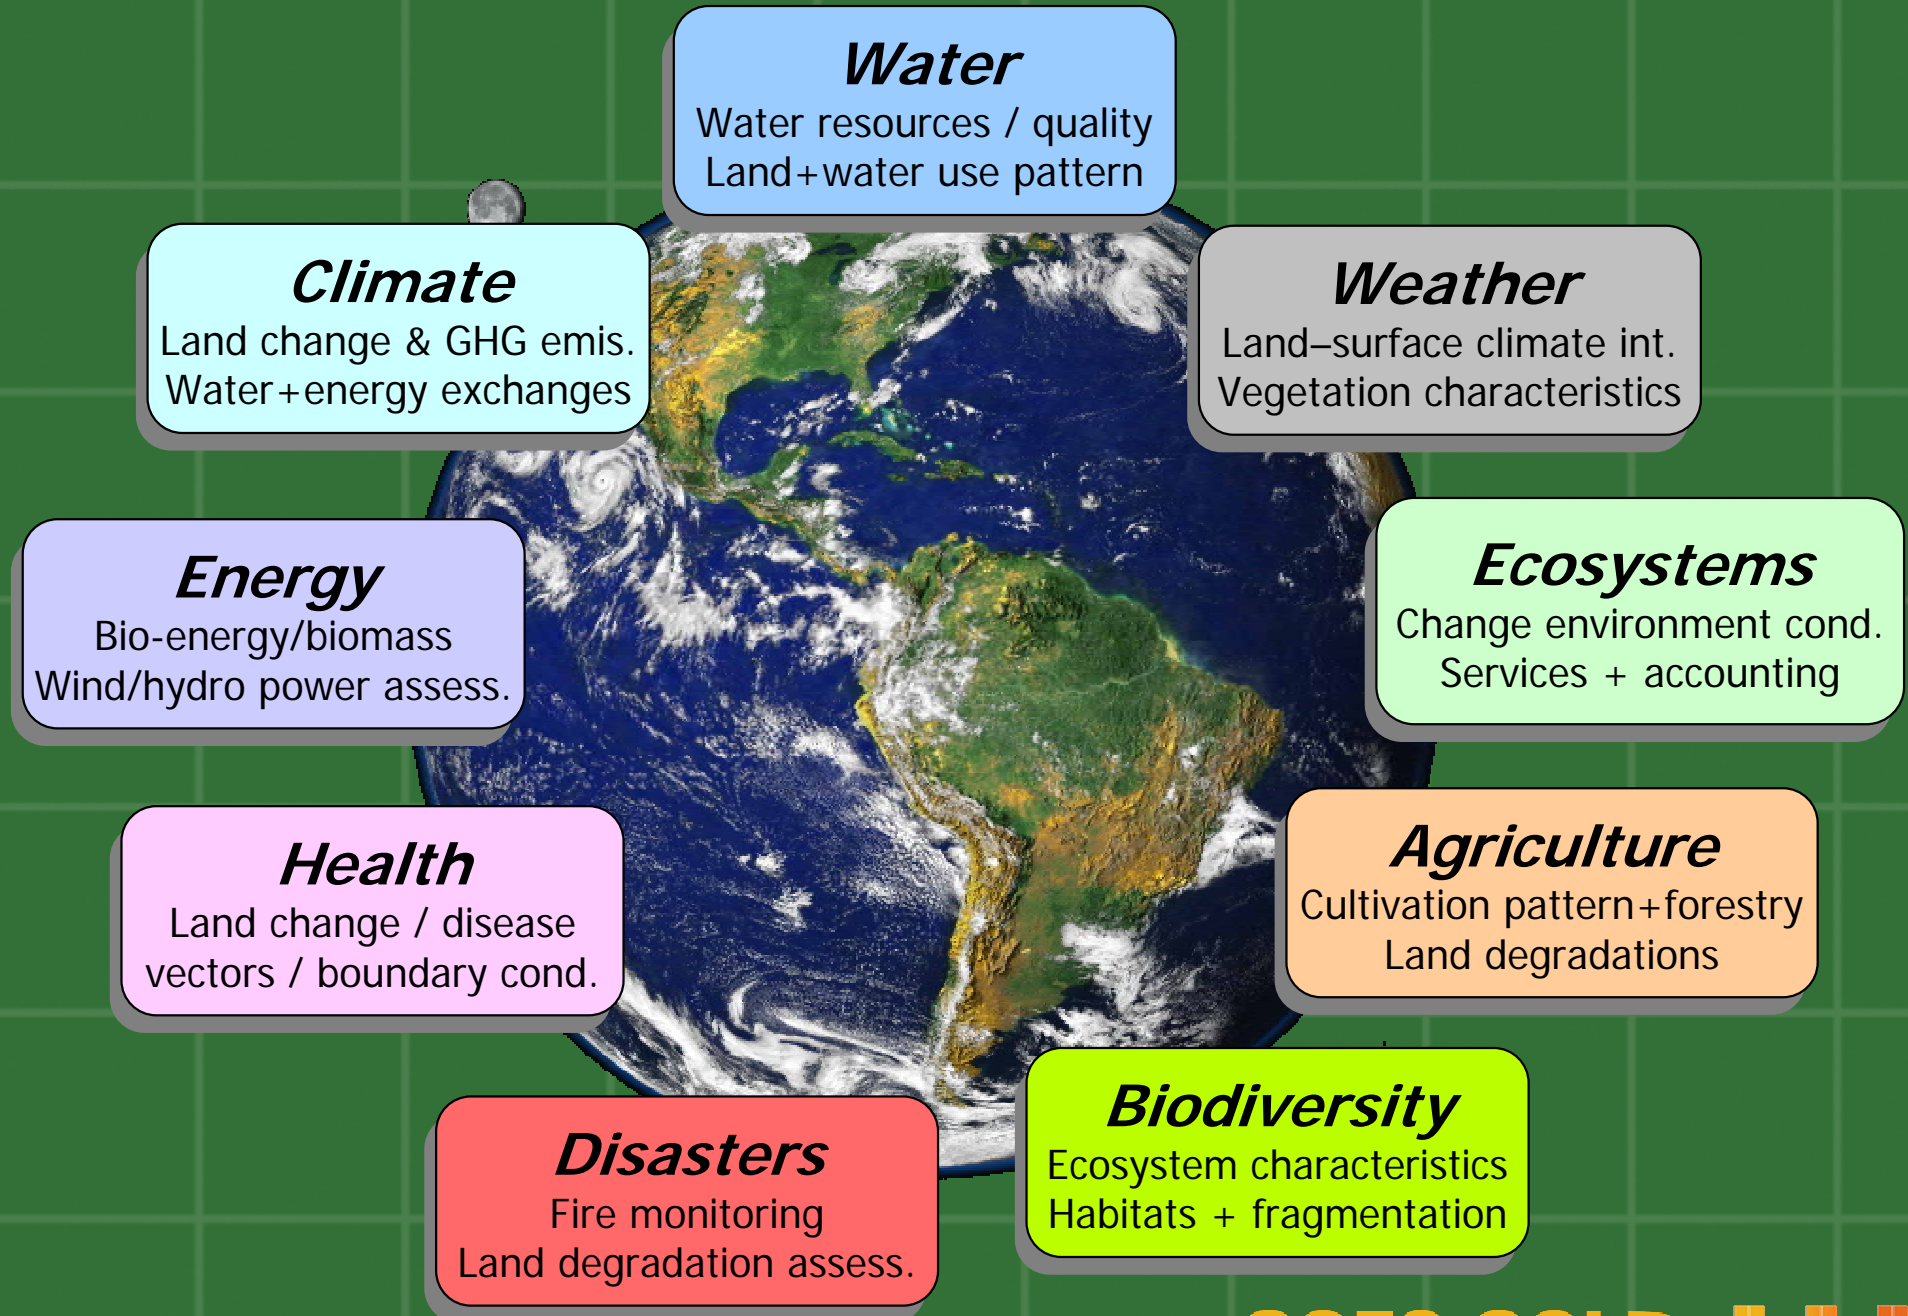 Water
Water resources / quality
Land+water use pattern
Climate
Land change & GHG emis.
Water+energy exchanges
Weather
Land–surface climate int.
Vegetation characteristics
Energy
Bio-energy/biomass
Wind/hydro power assess.
Ecosystems
Change environment cond.
Services + accounting
Health
Land change / disease
vectors / boundary cond.
Agriculture
Cultivation pattern+forestry
Land degradations
Disasters
Fire monitoring
Land degradation assess.
Biodiversity
Ecosystem characteristics
Habitats + fragmentation